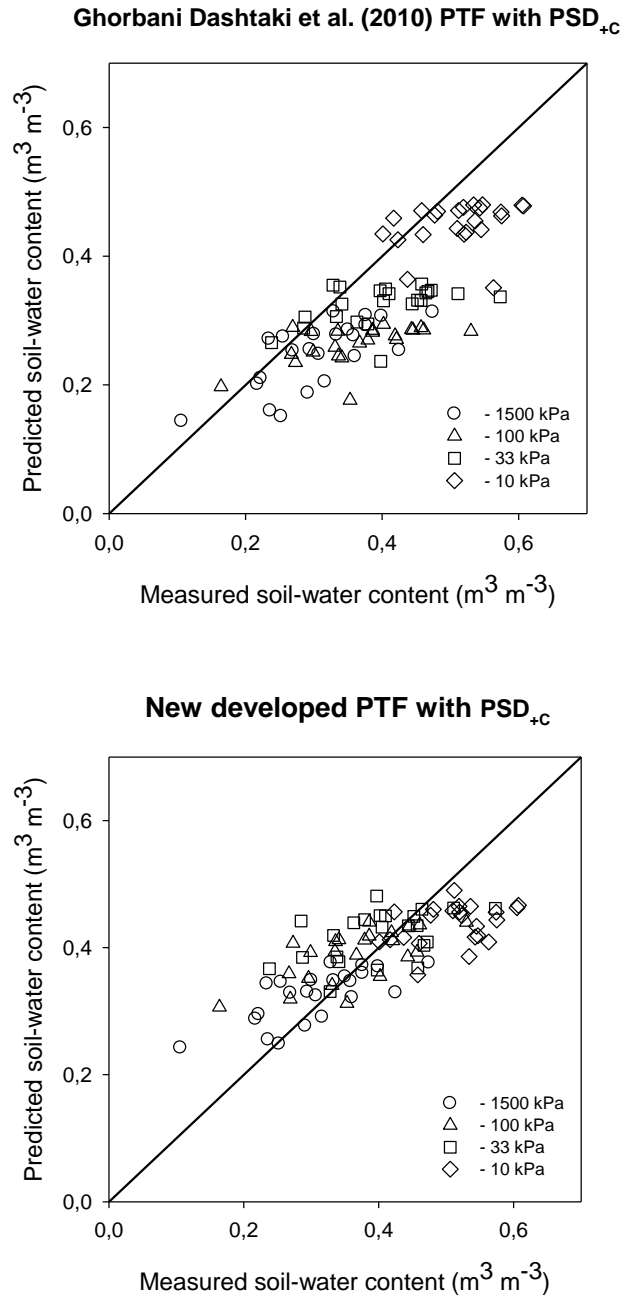 Ghorbani Dashtaki et al. (2010) PTF with PSD+C
Predicted soil-water content (m3 m-3)
0,6
0,4
0,2
0,0
- 1500 kPa
- 100 kPa
- 33 kPa
- 10 kPa
0,0 0,2 0,4 0,6
Measured soil-water content (m3 m-3)
New developed PTF with PSD+C
Predicted soil-water content (m3 m-3)
0,6
0,4
0,2
0,0
- 1500 kPa
- 100 kPa
- 33 kPa
- 10 kPa
0,0 0,2 0,4 0,6
Measured soil-water content (m3 m-3)